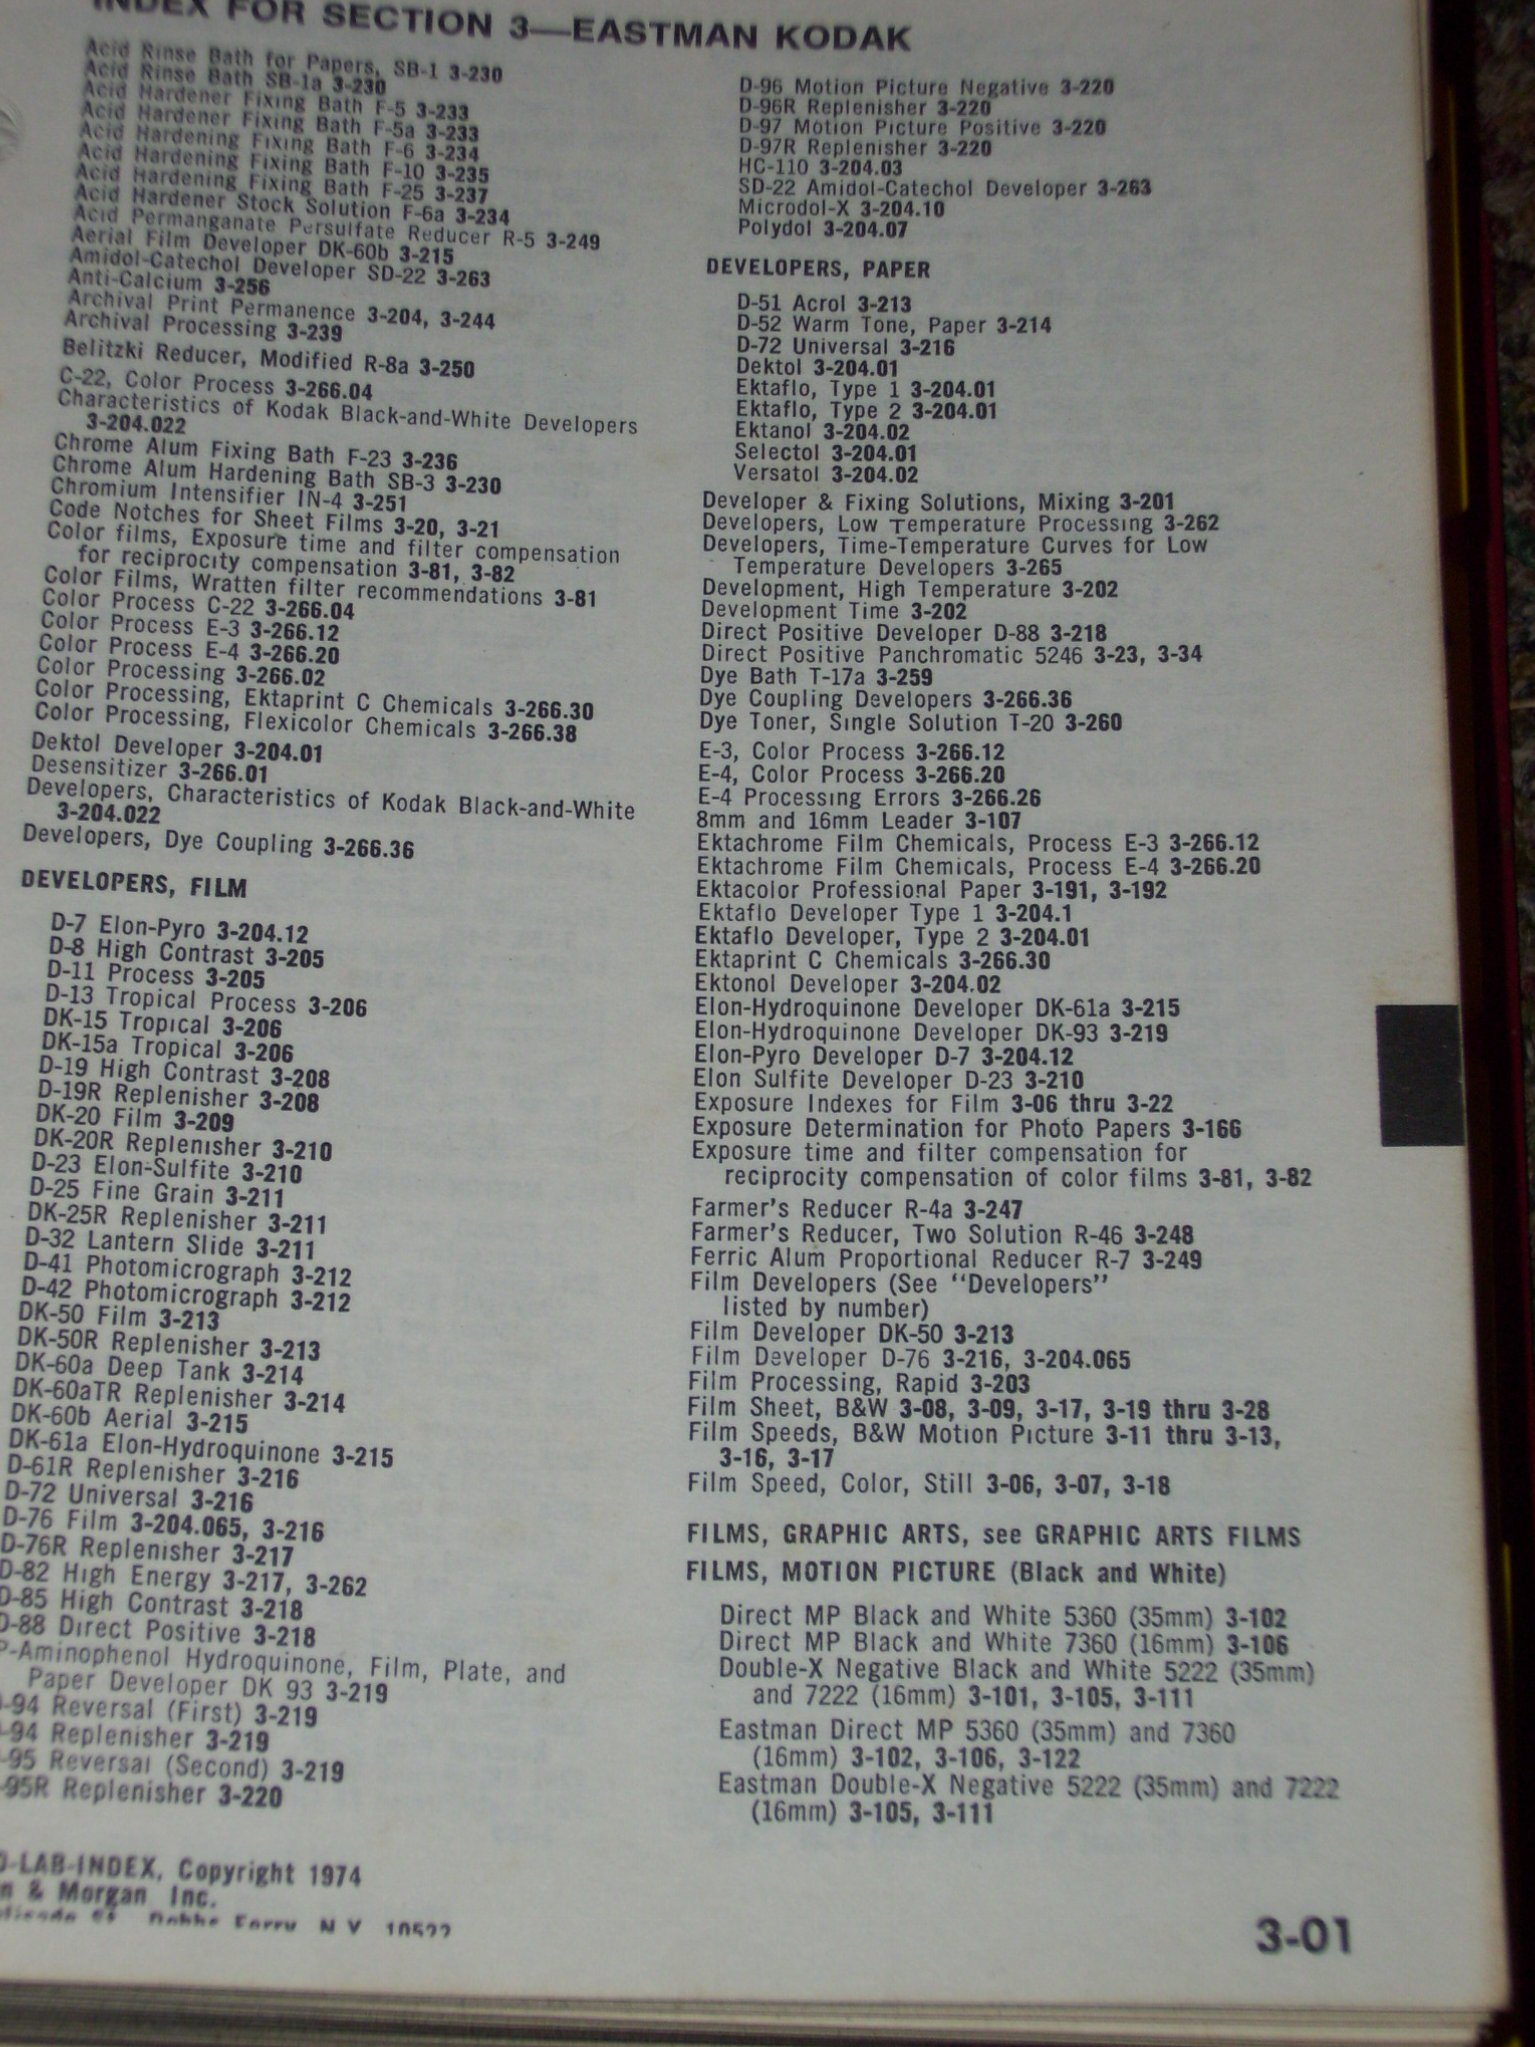 INDEX FOR SECTION 3—EASTMAN KODAK
Acid Rinse Bath for Papers, SB-1 3-230
Acid Rinse Bath SB-1a 3-230
Acid Hardener Fixing Bath F-5 3-233
Acid Hardener Fixing Bath F-5a 3-233
Acid Hardening Fixing Bath F-6 3-234
Acid Hardening Fixing Bath F-10 3-235
Acid Hardening Fixing Bath F-25 3-237
Acid Hardener Stock Solution F-6a 3-234
Acid Permanganate Persulfate Reducer R-5 3-249
Aerial Film Developer DK-60b 3-215
Amidol-Catechol Developer SD-22 3-263
Anti-Calcium 3-256
Archival Print Permanence 3-204, 3-244
Archival Processing 3-239
Belitzki Reducer, Modified R-8a 3-250
C-22, Color Process 3-266.04
Characteristics of Kodak Black-and-White Developers
3-204.022
Chrome Alum Fixing Bath F-23 3-236
Chrome Alum Hardening Bath SB-3 3-230
Chromium Intensifier IN-4 3-251
Code Notches for Sheet Films 3-20, 3-21
Color films, Exposure time and filter compensation
for reciprocity compensation 3-81, 3-82
Color Films, Wratten filter recommendations 3-81
Color Process C-22 3-266.04
Color Process E-3 3-266.12
Color Process E-4 3-266.20
Color Processing 3-266.02
Color Processing, Ektaprint C Chemicals 3-266.30
Color Processing, Flexicolor Chemicals 3-266.38
Dektol Developer 3-204.01
Desensitizer 3-266.01
Developers, Characteristics of Kodak Black-and-White
3-204.022
Developers, Dye Coupling 3-266.36
DEVELOPERS, FILM
D-7 Elon-Pyro 3-204.12
D-8 High Contrast 3-205
D-11 Process 3-205
D-13 Tropical Process 3-206
DK-15 Tropical 3-206
DK-15a Tropical 3-206
D-19 High Contrast 3-208
D-19R Replenisher 3-208
DK-20 Film 3-209
DK-20R Replenisher 3-210
D-23 Elon-Sulfite 3-210
D-25 Fine Grain 3-211
DK-25R Replenisher 3-211
D-32 Lantern Slide 3-211
D-41 Photomicrograph 3-212
D-42 Photomicrograph 3-212
DK-50 Film 3-213
DK-50R Replenisher 3-213
DK-60a Deep Tank 3-214
DK-60aTR Replenisher 3-214
DK-60b Aerial 3-215
DK-61a Elon-Hydroquinone 3-215
D-61R Replenisher 3-216
D-72 Universal 3-216
D-76 Film 3-204.065, 3-216
D-76R Replenisher 3-217
D-82 High Energy 3-217, 3-262
D-85 High Contrast 3-218
D-88 Direct Positive 3-218
P-Aminophenol Hydroquinone, Film, Plate, and
Paper Developer DK 93 3-219
-94 Reversal (First) 3-219
-94 Replenisher 3-219
-95 Reversal (Second) 3-219
-95R Replenisher 3-220
D-96 Motion Picture Negative 3-220
D-96R Replenisher 3-220
D-97 Motion Picture Positive 3-220
D-97R Replenisher 3-220
HC-110 3-204.03
SD-22 Amidol-Catechol Developer 3-263
Microdol-X 3-204.10
Polydol 3-204.07
DEVELOPERS, PAPER
D-51 Acrol 3-213
D-52 Warm Tone, Paper 3-214
D-72 Universal 3-216
Dektol 3-204.01
Ektaflo, Type 1 3-204.01
Ektaflo, Type 2 3-204.01
Ektanol 3-204.02
Selectol 3-204.01
Versatol 3-204.02
Developer & Fixing Solutions, Mixing 3-201
Developers, Low Temperature Processing 3-262
Developers, Time-Temperature Curves for Low
Temperature Developers 3-265
Development, High Temperature 3-202
Development Time 3-202
Direct Positive Developer D-88 3-218
Direct Positive Panchromatic 5246 3-23, 3-34
Dye Bath T-17a 3-259
Dye Coupling Developers 3-266.36
Dye Toner, Single Solution T-20 3-260
E-3, Color Process 3-266.12
E-4, Color Process 3-266.20
E-4 Processing Errors 3-266.26
8mm and 16mm Leader 3-107
Ektachrome Film Chemicals, Process E-3 3-266.12
Ektachrome Film Chemicals, Process E-4 3-266.20
Ektacolor Professional Paper 3-191, 3-192
Ektaflo Developer Type 1 3-204.1
Ektaflo Developer, Type 2 3-204.01
Ektaprint C Chemicals 3-266.30
Ektonol Developer 3-204.02
Elon-Hydroquinone Developer DK-61a 3-215
Elon-Hydroquinone Developer DK-93 3-219
Elon-Pyro Developer D-7 3-204.12
Elon Sulfite Developer D-23 3-210
Exposure Indexes for Film 3-06 thru 3-22
Exposure Determination for Photo Papers 3-166
Exposure time and filter compensation for
reciprocity compensation of color films 3-81, 3-82
Farmer's Reducer R-4a 3-247
Farmer's Reducer, Two Solution R-46 3-248
Ferric Alum Proportional Reducer R-7 3-249
Film Developers (See "Developers"
listed by number)
Film Developer DK-50 3-213
Film Developer D-76 3-216, 3-204.065
Film Processing, Rapid 3-203
Film Sheet, B&W 3-08, 3-09, 3-17, 3-19 thru 3-28
Film Speeds, B&W Motion Picture 3-11 thru 3-13,
3-16, 3-17
Film Speed, Color, Still 3-06, 3-07, 3-18
FILMS, GRAPHIC ARTS, see GRAPHIC ARTS FILMS
FILMS, MOTION PICTURE (Black and White)
Direct MP Black and White 5360 (35mm) 3-102
Direct MP Black and White 7360 (16mm) 3-106
Double-X Negative Black and White 5222 (35mm)
and 7222 (16mm) 3-101, 3-105, 3-111
Eastman Direct MP 5360 (35mm) and 7360
(16mm) 3-102, 3-106, 3-122
Eastman Double-X Negative 5222 (35mm) and 7222
(16mm) 3-105, 3-111
O-LAB-INDEX, Copyright 1974
n & Morgan Inc.
Dobbs Ferry, N.Y. 10522
3-01